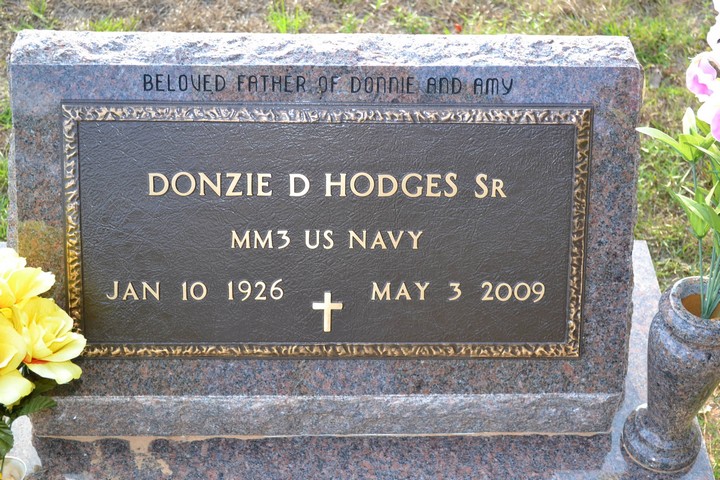 BELOVED FATHER OF DONNIE AND AMY
DONZIE D HODGES SR
MM3 US NAVY
JAN 10 1926 MAY 3 2009